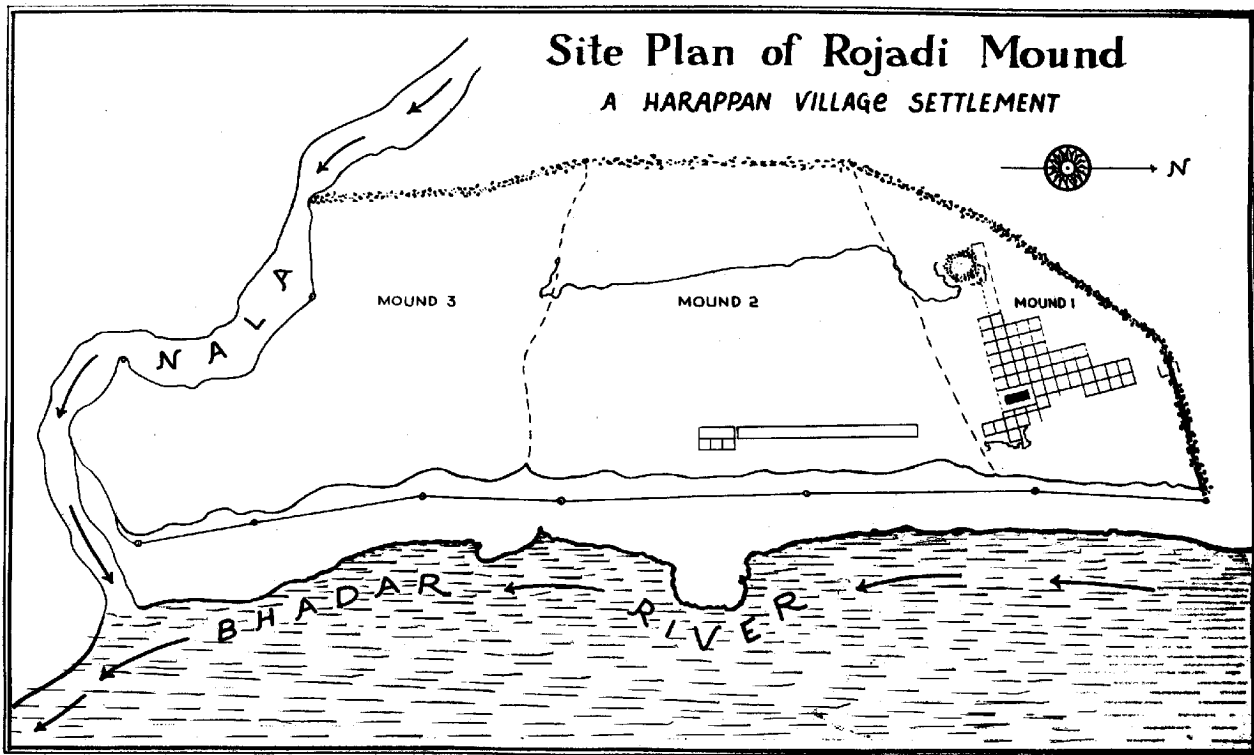 Site Plan of Rojadi Mound
A HARAPPAN VILLAGE SETTLEMENT
N
NALA
MOUND 3
MOUND 2
MOUND 1
BHADAR RIVER